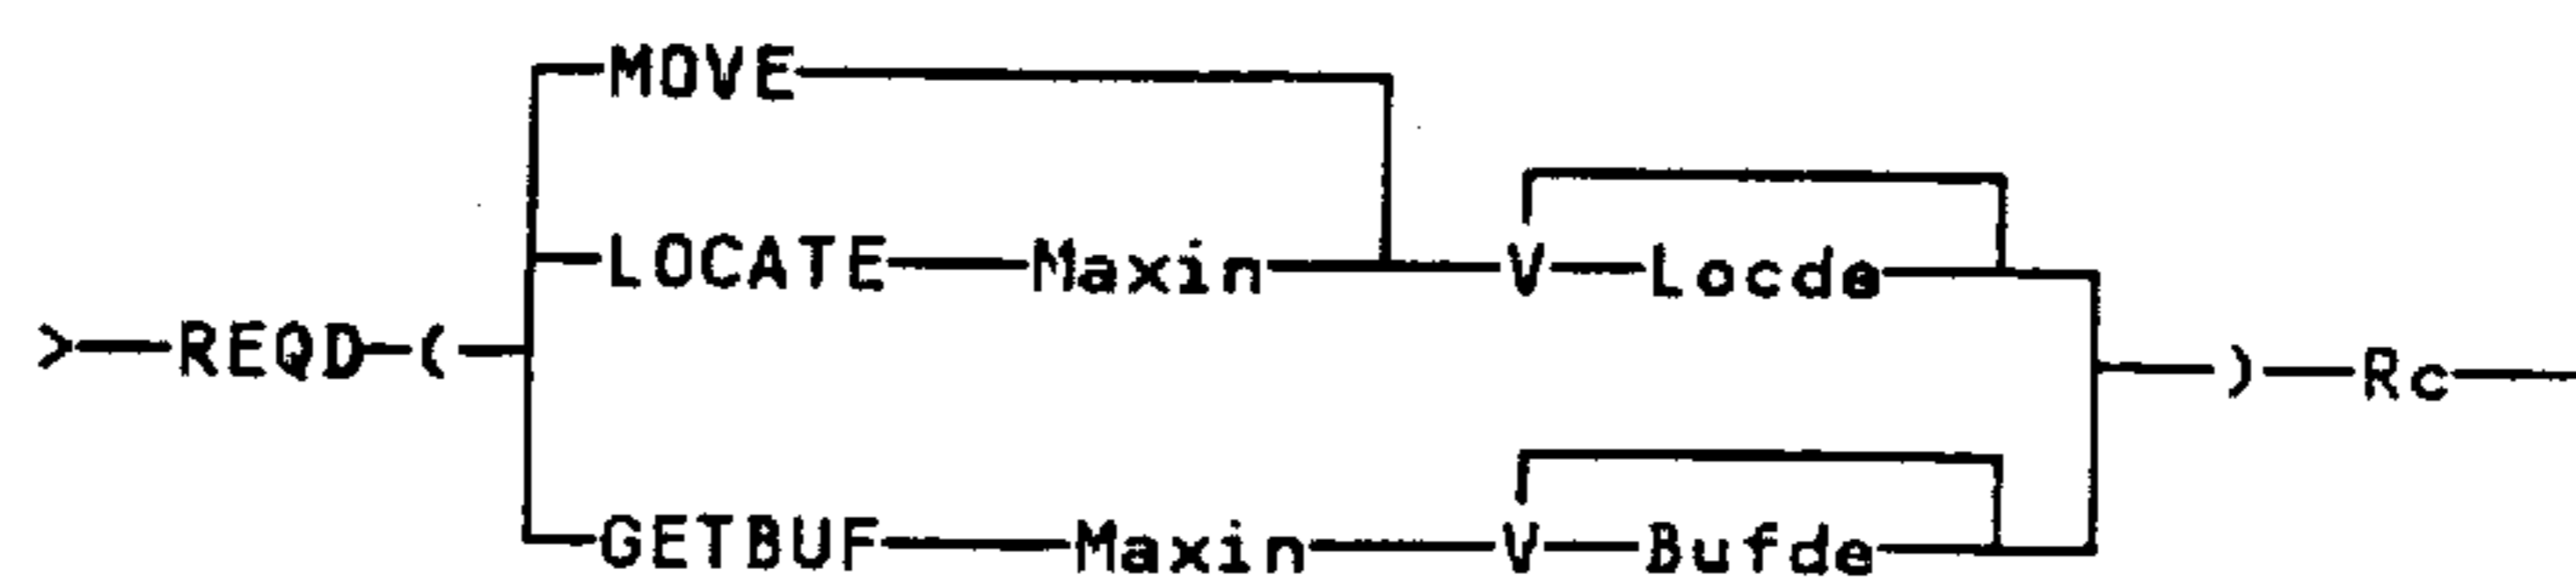 MOVE
LOCATE Maxin V Locde
> REQD ( ) Rc
GETBUF Maxin V Bufde